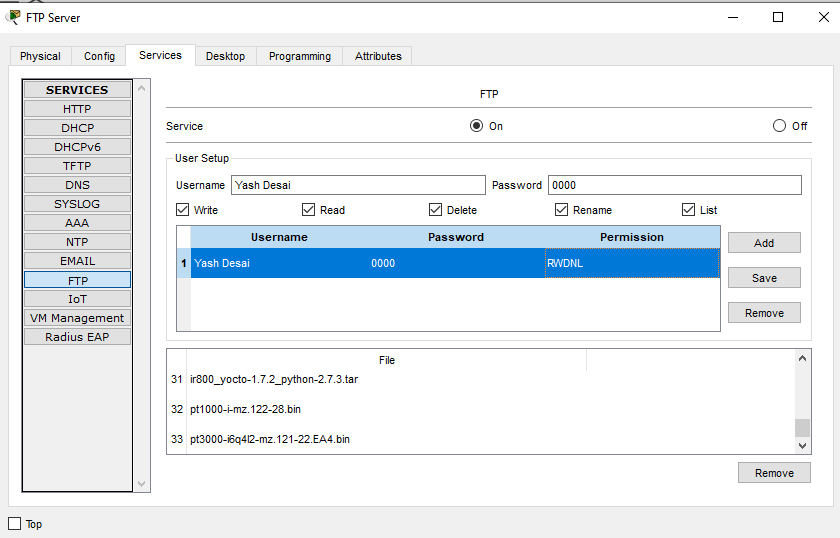 FTP Server
Physical Config Services Desktop Programming Attributes
SERVICES
HTTP
DHCP
DHCPv6
TFTP
DNS
SYSLOG
AAA
NTP
EMAIL
FTP
IoT
VM Management
Radius EAP
FTP
Service On Off
User Setup
Username Yash Desai Password 0000
Write Read Delete Rename List
Username Password Permission
1 Yash Desai 0000 RWDNL
Add
Save
Remove
File
31 ir800_yocto-1.7.2_python-2.7.3.tar
32 pt1000-i-mz.122-28.bin
33 pt3000-i6q4l2-mz.121-22.EA4.bin
Remove
Top